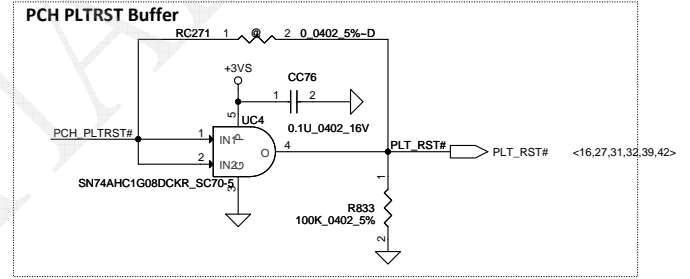 PCH PLTRST Buffer
RC271 1 @ 2 0_0402_5%~D
+3VS
CC76
1 2
5
UC4
0.1U_0402_16V
PCH_PLTRST#
1 IN1 P
2 IN2 G
O 4
PLT_RST#
PLT_RST# <16,27,31,32,39,42>
SN74AHC1G08DCKR_SC70-5
3
1
R833
100K_0402_5%
2